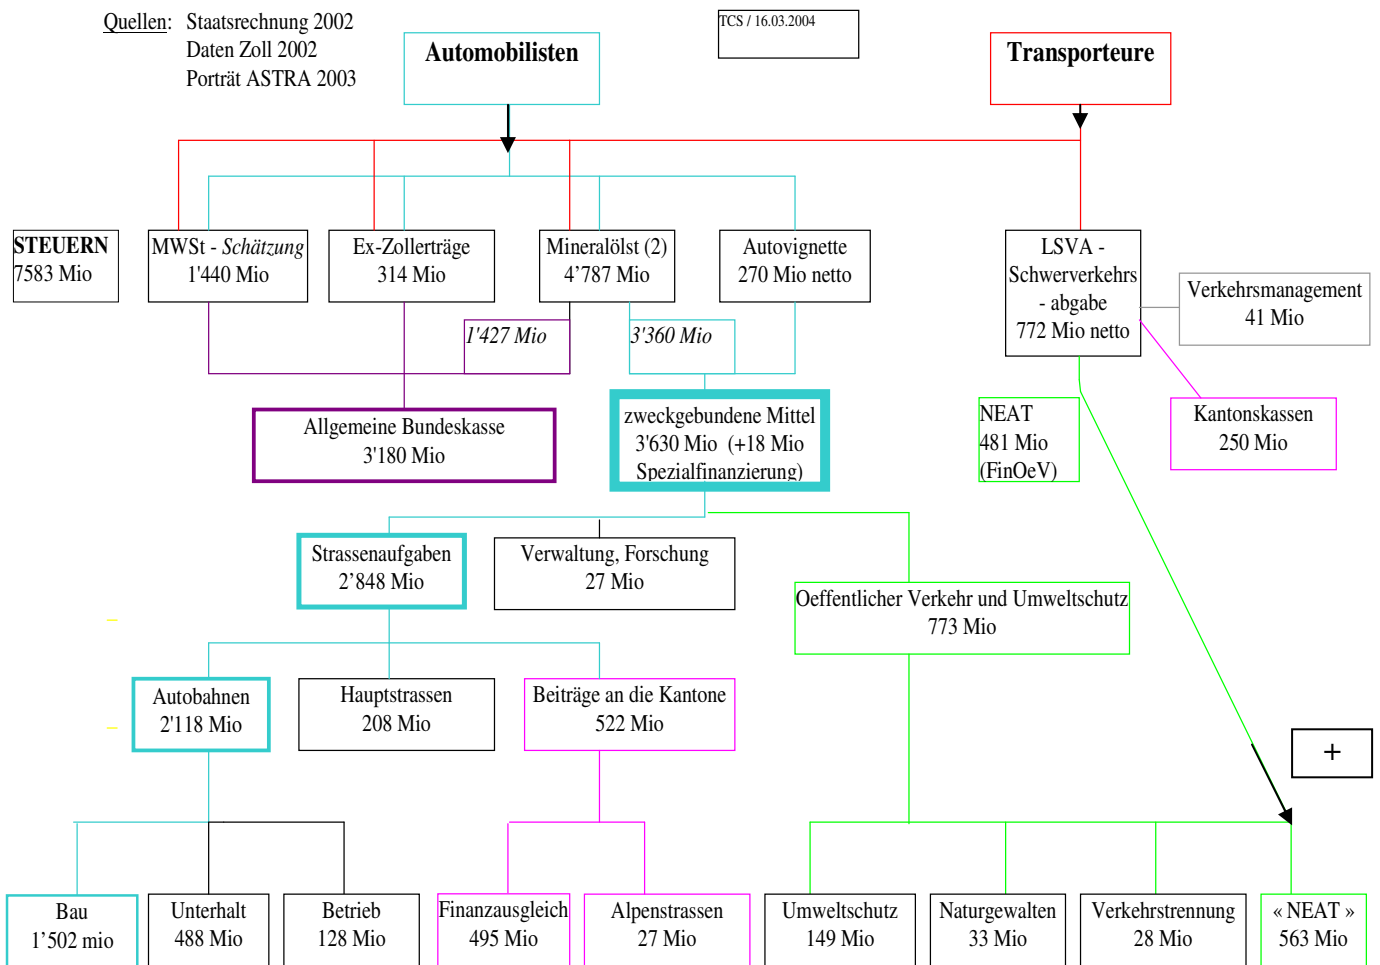 Quellen: Staatsrechnung 2002
Daten Zoll 2002
Porträt ASTRA 2003
TCS / 16.03.2004
Automobilisten
Transporteure
STEUERN
7583 Mio
MWSt - Schätzung
1'440 Mio
Ex-Zollerträge
314 Mio
Mineralölst (2)
4'787 Mio
Autovignette
270 Mio netto
LSVA -
Schwerverkehrs
- abgabe
772 Mio netto
Verkehrsmanagement
41 Mio
1'427 Mio
3'360 Mio
Allgemeine Bundeskasse
3'180 Mio
zweckgebundene Mittel
3'630 Mio (+18 Mio
Spezialfinanzierung)
NEAT
481 Mio
(FinOeV)
Kantonskassen
250 Mio
Strassenaufgaben
2’848 Mio
Verwaltung, Forschung
27 Mio
Oeffentlicher Verkehr und Umweltschutz
773 Mio
Autobahnen
2'118 Mio
Hauptstrassen
208 Mio
Beiträge an die Kantone
522 Mio
+
Bau
1’502 mio
Unterhalt
488 Mio
Betrieb
128 Mio
Finanzausgleich
495 Mio
Alpenstrassen
27 Mio
Umweltschutz
149 Mio
Naturgewalten
33 Mio
Verkehrstrennung
28 Mio
« NEAT »
563 Mio